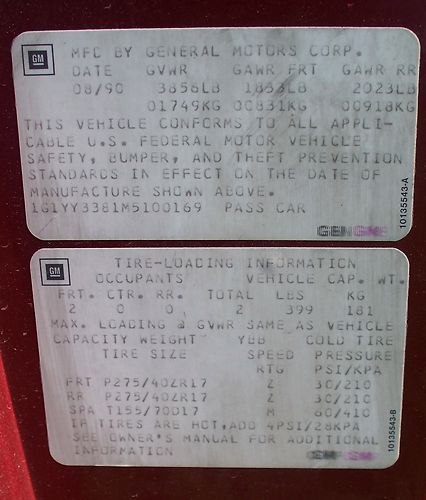 GM
MFC BY GENERAL MOTORS CORP.
DATE GVWR GAWR FRT GAWR RR
08/90 3856LB 1833LB 2023LB
01749KG 00831KG 00918KG
THIS VEHICLE CONFORMS TO ALL APPLI-
CABLE U.S. FEDERAL MOTOR VEHICLE
SAFETY, BUMPER, AND THEFT PREVENTION
STANDARDS IN EFFECT ON THE DATE OF
MANUFACTURE SHOWN ABOVE.
1G1YY3381M5100169 PASS CAR
10135543-A
GM
TIRE-LOADING INFORMATION
OCCUPANTS VEHICLE CAP. WT.
FRT. CTR. RR. TOTAL LBS KG
2 0 0 2 399 181
MAX. LOADING @ GVWR SAME AS VEHICLE
CAPACITY WEIGHT YBB COLD TIRE
TIRE SIZE SPEED PRESSURE
RTG PSI/KPA
FRT P275/40ZR17 Z 30/210
RR P275/40ZR17 Z 30/210
SPA T155/70D17 M 60/410
IF TIRES ARE HOT,ADD 4PSI/28KPA
SEE OWNER'S MANUAL FOR ADDITIONAL
INFORMATION
10135543-B